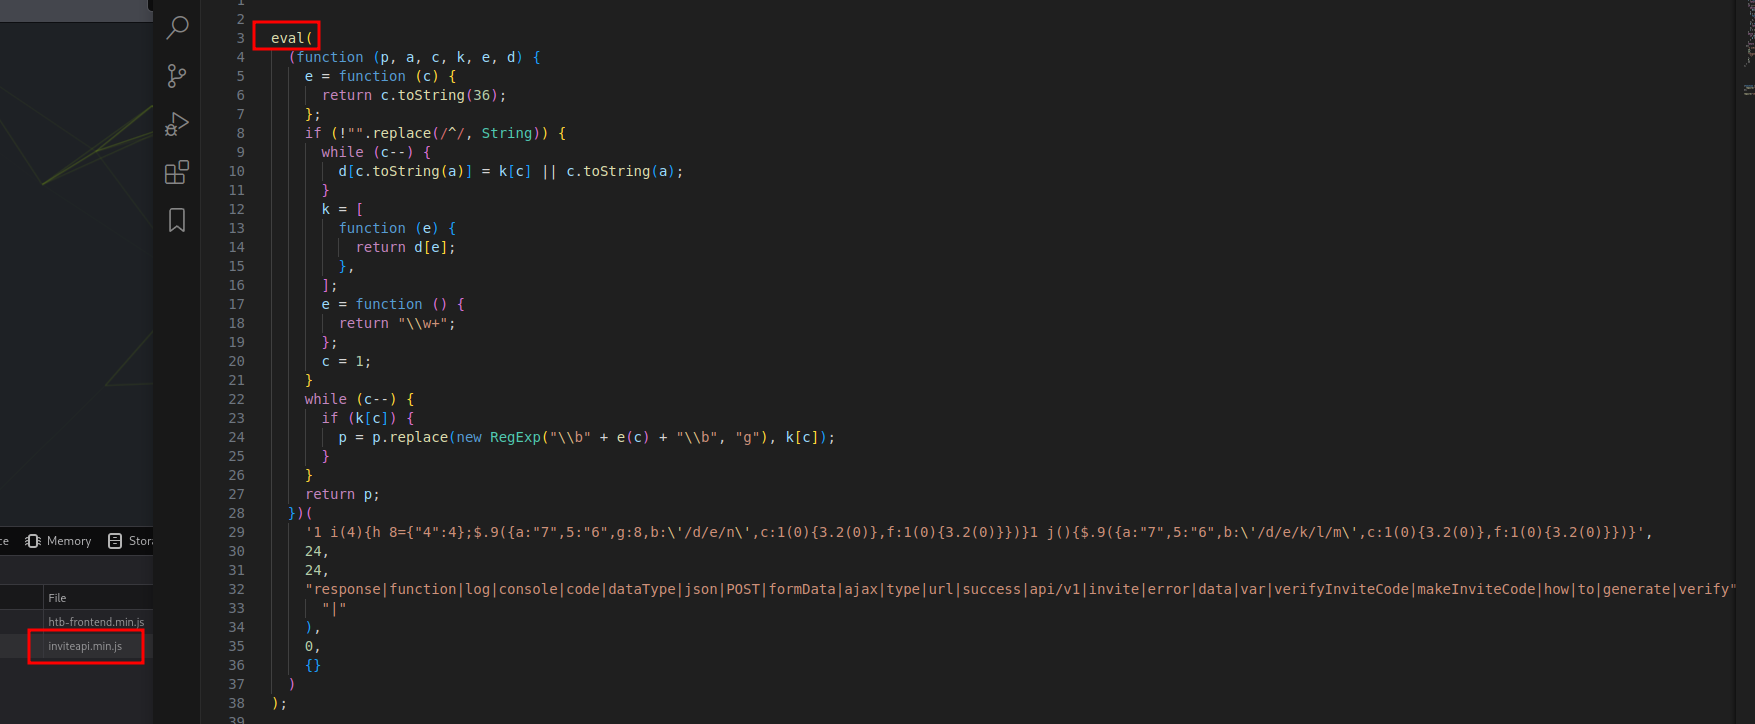 1
2
3 eval(
4 (function (p, a, c, k, e, d) {
5 e = function (c) {
6 return c.toString(36);
7 };
8 if (!"".replace(/^/, String)) {
9 while (c--) {
10 d[c.toString(a)] = k[c] || c.toString(a);
11 }
12 k = [
13 function (e) {
14 return d[e];
15 },
16 ];
17 e = function () {
18 return "\\w+";
19 };
20 c = 1;
21 }
22 while (c--) {
23 if (k[c]) {
24 p = p.replace(new RegExp("\\b" + e(c) + "\\b", "g"), k[c]);
25 }
26 }
27 return p;
28 })(
29 '1 i(4){h 8={"4":4};$.9({a:"7",5:"6",g:8,b:\'/d/e/n\',c:1(0){3.2(0)},f:1(0){3.2(0)}})}1 j(){$.9({a:"7",5:"6",b:\'/d/e/k/l/m\',c:1(0){3.2(0)},f:1(0){3.2(0)}})}',
30 24,
31 24,
32 "response|function|log|console|code|dataType|json|POST|formData|ajax|type|url|success|api/v1|invite|error|data|var|verifyInviteCode|makeInviteCode|how|to|generate|verify"
33 "|"
34 ),
35 0,
36 {}
37 )
38 );
39
ce Memory Stora
File
htb-frontend.min.js
inviteapi.min.js